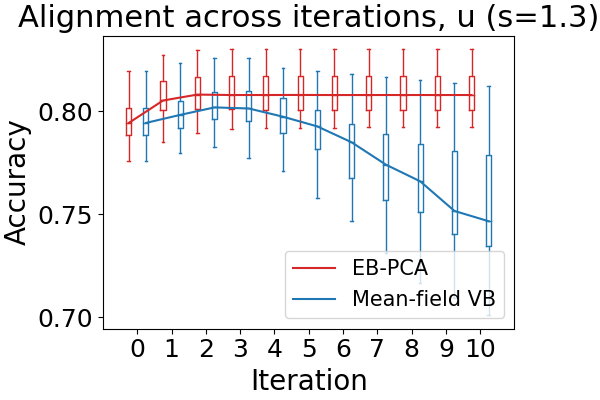 Alignment across iterations, u (s=1.3)
Accuracy
0.80
0.75
0.70
EB-PCA
Mean-field VB
0 1 2 3 4 5 6 7 8 9 10
Iteration